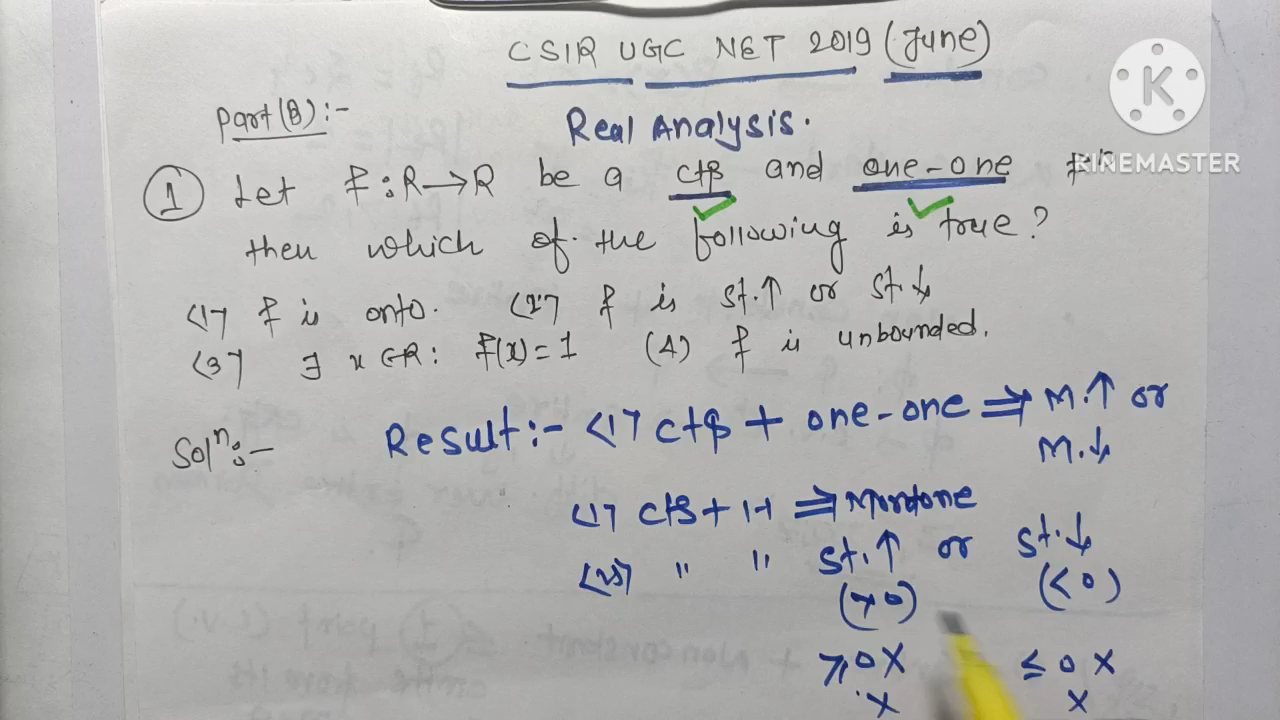 CSIR UGC NET 2019 (June)
Part (B):-
Real Analysis.
KINEMASTER
① Let f:R→R be a cts and one-one fⁿ
then which of the following is true?
<1> f is onto. <2> f is st.↑ or st.↓
<3> ∃ x∈R: f(x)=1 (4) f is unbounded.
Solⁿ:- Result:- <1> cts + one-one ⇒ M.↑ or
M.↓
<1> cts + 1-1 ⇒ Monotone
<2> " " st.↑ or st.↓
(>0) (<0)
≥0 X ≤0 X
X X